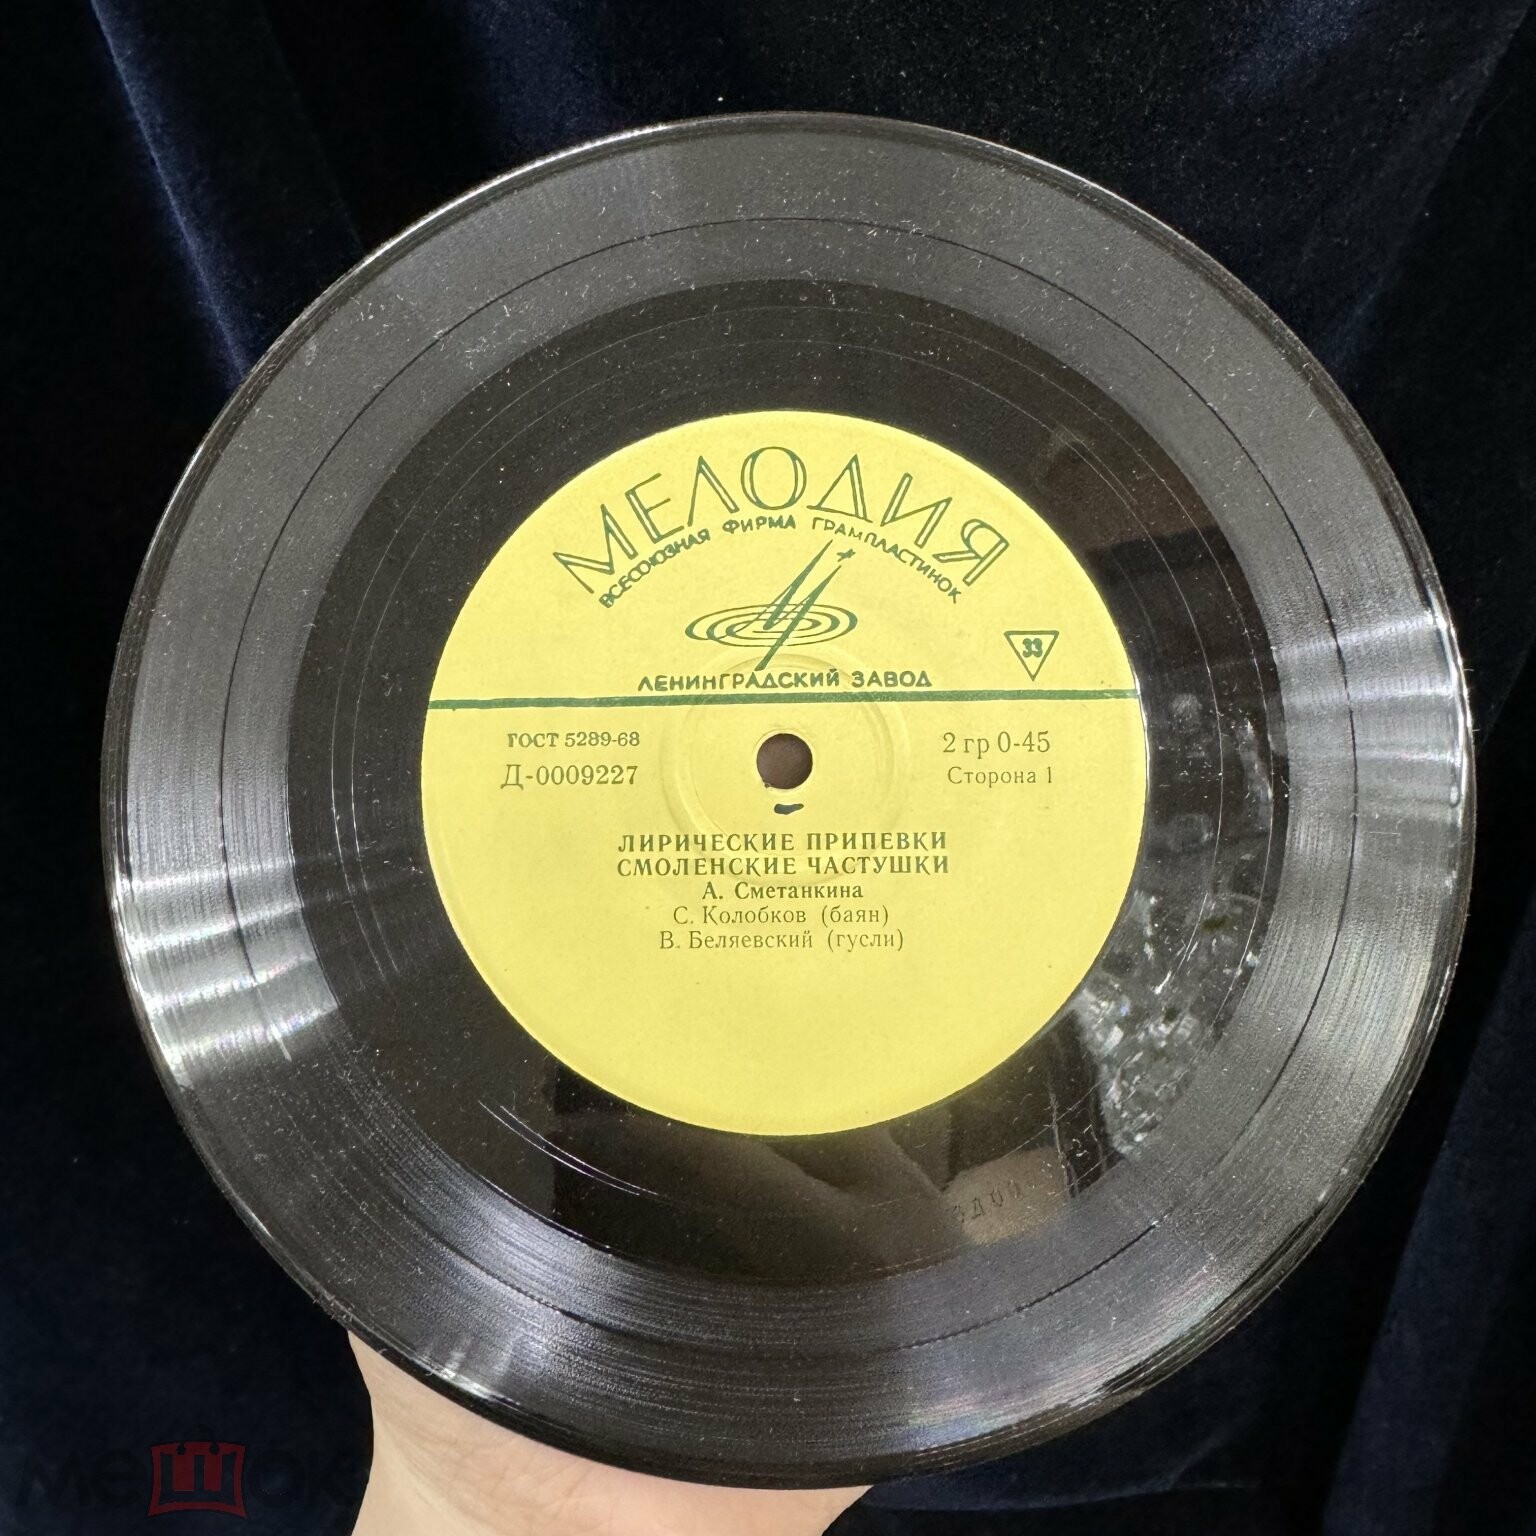 МЕЛОДИЯ
ВСЕСОЮЗНАЯ ФИРМА ГРАМПЛАСТИНОК
33
ЛЕНИНГРАДСКИЙ ЗАВОД
ГОСТ 5289-68
2 гр 0-45
Д-0009227
Сторона 1
ЛИРИЧЕСКИЕ ПРИПЕВКИ
СМОЛЕНСКИЕ ЧАСТУШКИ
А. Сметанкина
С. Колобков (баян)
В. Беляевский (гусли)
мешок